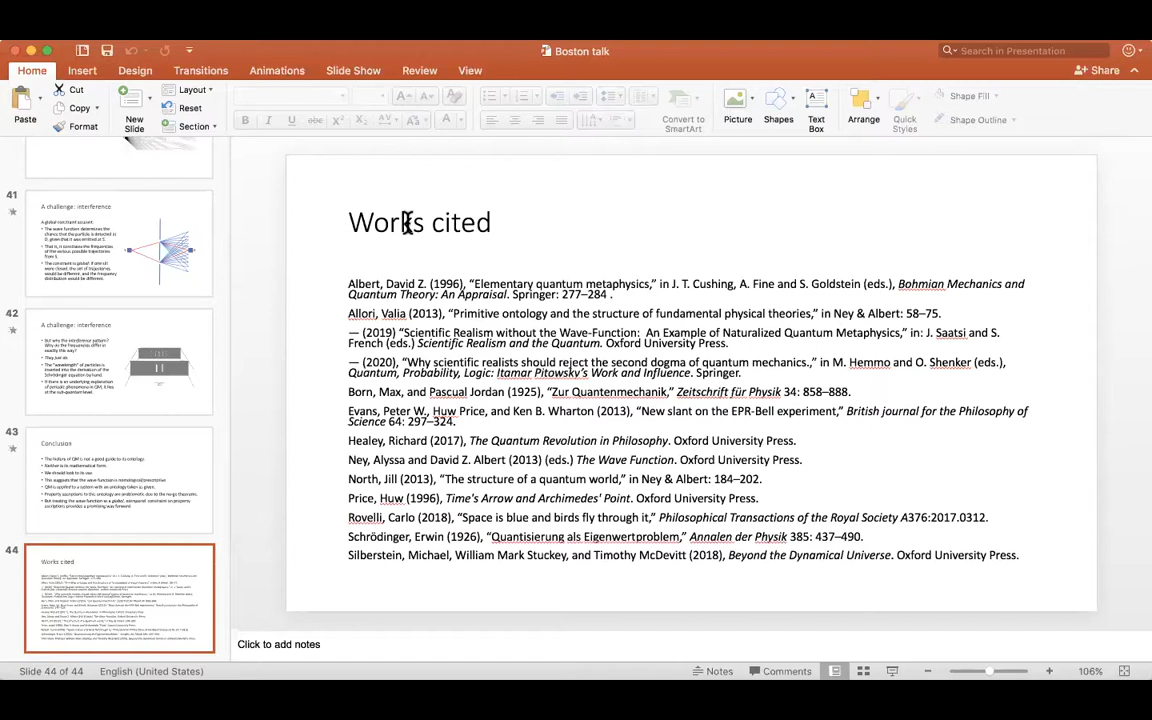 Boston talk
Search in Presentation
Home Insert Design Transitions Animations Slide Show Review View
Share
Paste
Cut
Copy
Format
New Slide
Layout
Reset
Section
B I U abc X² X₂ AV Aa A
Convert to SmartArt
Picture
Shapes
Text Box
Arrange
Quick Styles
Shape Fill
Shape Outline
41
A challenge: interference
42
A challenge: interference
43
Conclusion
44
Works cited
Works cited
Albert, David Z. (1996), “Elementary quantum metaphysics,” in J. T. Cushing, A. Fine and S. Goldstein (eds.), Bohmian Mechanics and
Quantum Theory: An Appraisal. Springer: 277–284 .
Allori, Valia (2013), “Primitive ontology and the structure of fundamental physical theories,” in Ney & Albert: 58–75.
— (2019) “Scientific Realism without the Wave-Function: An Example of Naturalized Quantum Metaphysics,” in: J. Saatsi and S.
French (eds.) Scientific Realism and the Quantum. Oxford University Press.
— (2020), “Why scientific realists should reject the second dogma of quantum mechanics.,” in M. Hemmo and O. Shenker (eds.),
Quantum, Probability, Logic: Itamar Pitowsky’s Work and Influence. Springer.
Born, Max, and Pascual Jordan (1925), “Zur Quantenmechanik,” Zeitschrift für Physik 34: 858–888.
Evans, Peter W., Huw Price, and Ken B. Wharton (2013), “New slant on the EPR-Bell experiment,” British journal for the Philosophy of
Science 64: 297–324.
Healey, Richard (2017), The Quantum Revolution in Philosophy. Oxford University Press.
Ney, Alyssa and David Z. Albert (2013) (eds.) The Wave Function. Oxford University Press.
North, Jill (2013), “The structure of a quantum world,” in Ney & Albert: 184–202.
Price, Huw (1996), Time's Arrow and Archimedes' Point. Oxford University Press.
Rovelli, Carlo (2018), “Space is blue and birds fly through it,” Philosophical Transactions of the Royal Society A376:2017.0312.
Schrödinger, Erwin (1926), “Quantisierung als Eigenwertproblem,” Annalen der Physik 385: 437–490.
Silberstein, Michael, William Mark Stuckey, and Timothy McDevitt (2018), Beyond the Dynamical Universe. Oxford University Press.
Click to add notes
Slide 44 of 44 English (United States)
Notes Comments 106%